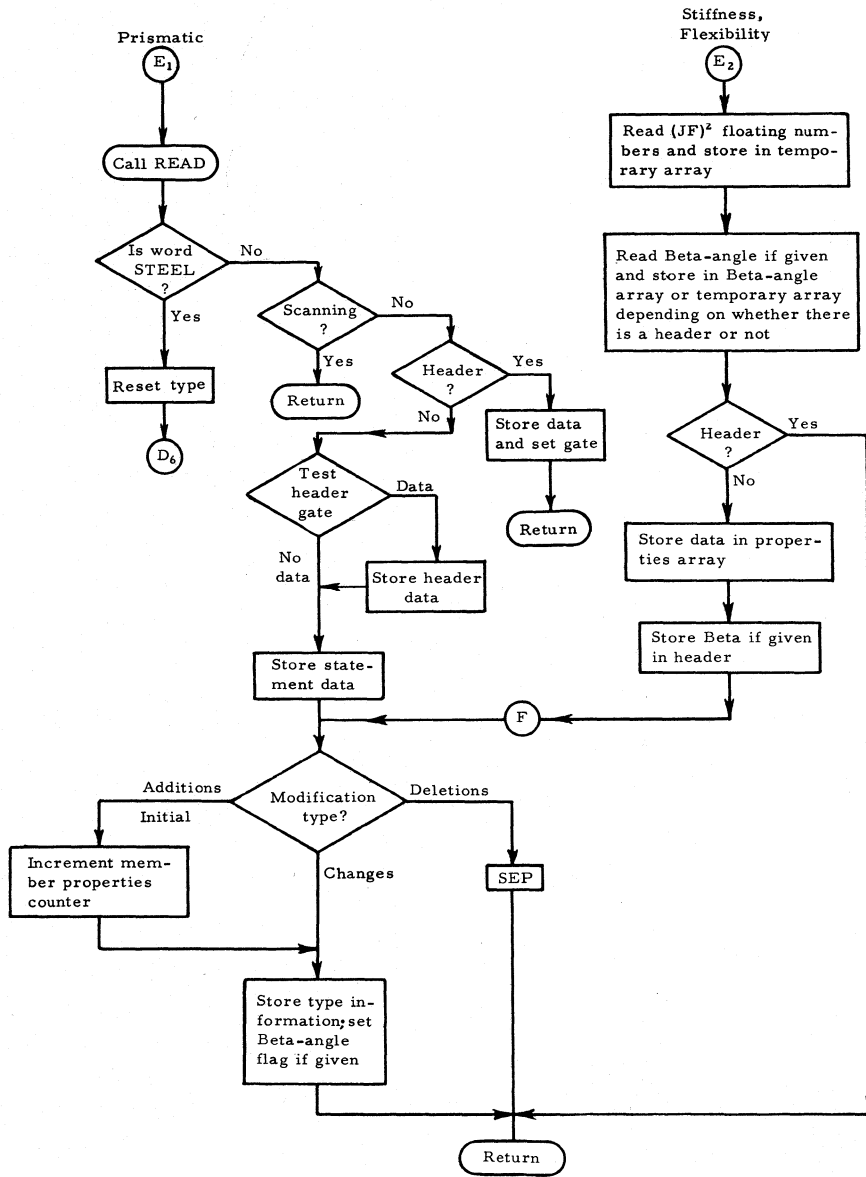 Prismatic
E₁
Call READ
Is word
STEEL
?
No
Yes
Reset type
D₆
Scanning
?
No
Yes
Return
Header
?
Yes
No
Store data
and set gate
Return
Test
header
gate
Data
No
data
Store header
data
Store state-
ment data
Stiffness,
Flexibility
E₂
Read (JF)² floating num-
bers and store in tempo-
rary array
Read Beta-angle if given
and store in Beta-angle
array or temporary array
depending on whether there
is a header or not
Header
?
Yes
No
Store data in proper-
ties array
Store Beta if given
in header
F
Modification
type?
Additions
Initial
Deletions
Changes
Increment mem-
ber properties
counter
SEP
Store type in-
formation; set
Beta-angle
flag if given
Return